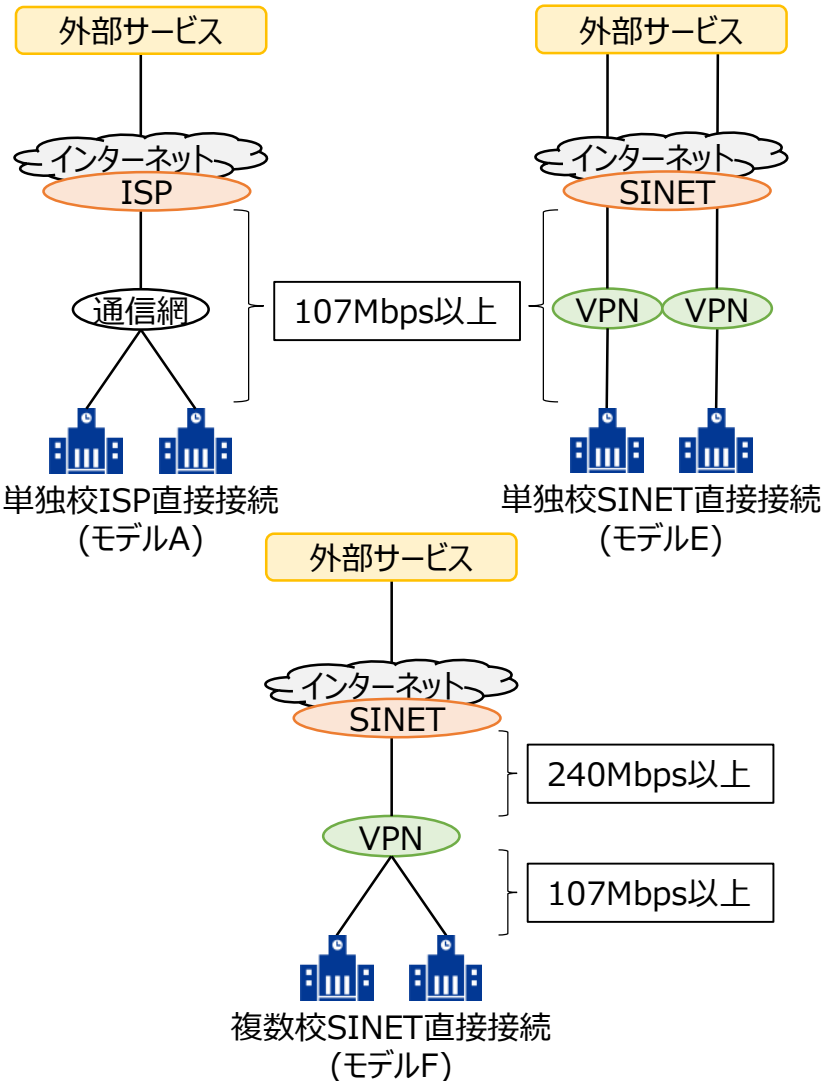 外部サービス
インターネット
ISP
通信網
単独校ISP直接接続
(モデルA)
107Mbps以上
外部サービス
インターネット
SINET
VPN
VPN
単独校SINET直接接続
(モデルE)
外部サービス
インターネット
SINET
240Mbps以上
VPN
107Mbps以上
複数校SINET直接接続
(モデルF)